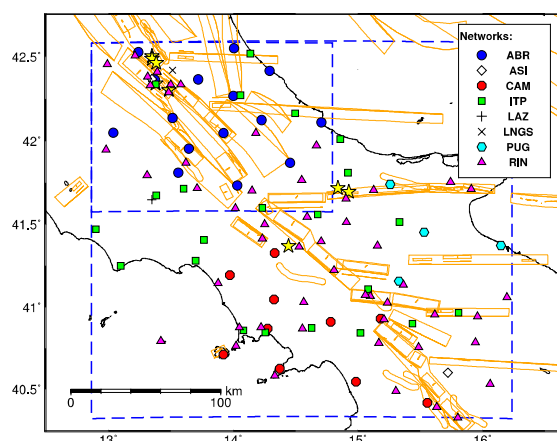 42.5
42
41.5
41
40.5
13
14
15
16
Networks:
ABR
ASI
CAM
ITP
LAZ
LNGS
PUG
RIN
km
0
100